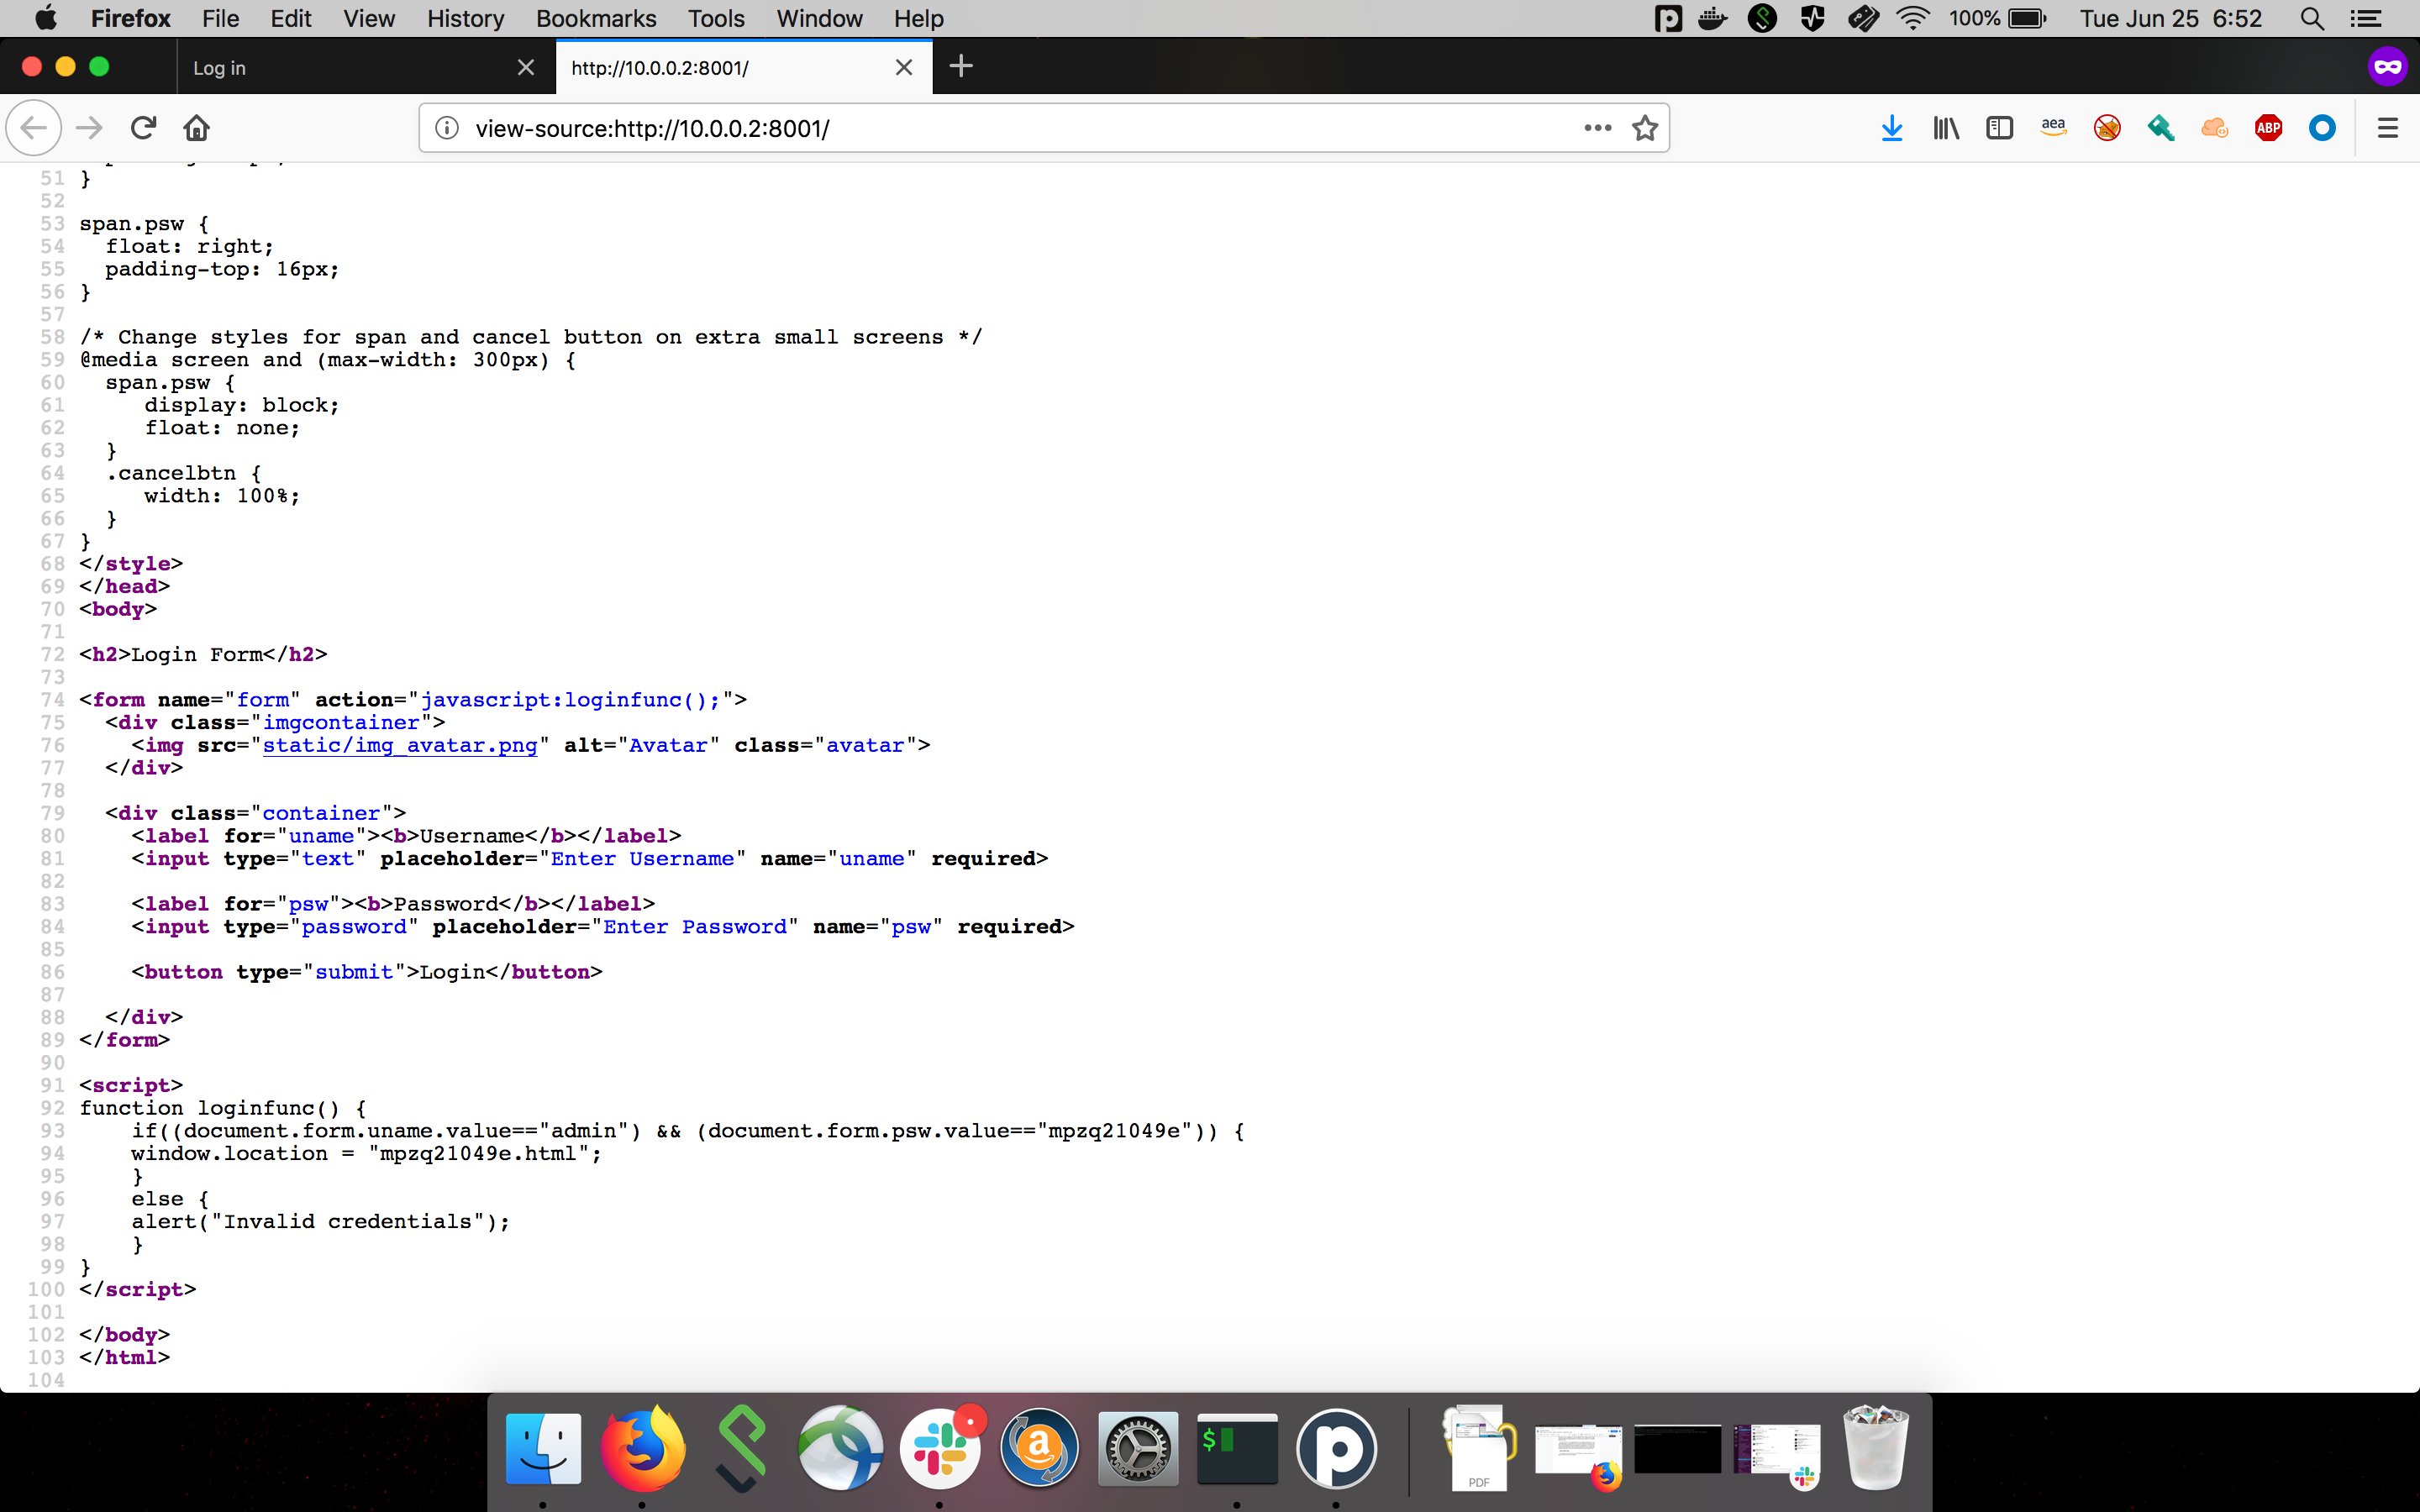 Firefox File Edit View History Bookmarks Tools Window Help 100% Tue Jun 25 6:52
Log in http://10.0.0.2:8001/
view-source:http://10.0.0.2:8001/ aea ABP
51 }
52
53 span.psw {
54 float: right;
55 padding-top: 16px;
56 }
57
58 /* Change styles for span and cancel button on extra small screens */
59 @media screen and (max-width: 300px) {
60 span.psw {
61 display: block;
62 float: none;
63 }
64 .cancelbtn {
65 width: 100%;
66 }
67 }
68 </style>
69 </head>
70 <body>
71
72 <h2>Login Form</h2>
73
74 <form name="form" action="javascript:loginfunc();">
75 <div class="imgcontainer">
76 <img src="static/img_avatar.png" alt="Avatar" class="avatar">
77 </div>
78
79 <div class="container">
80 <label for="uname"><b>Username</b></label>
81 <input type="text" placeholder="Enter Username" name="uname" required>
82
83 <label for="psw"><b>Password</b></label>
84 <input type="password" placeholder="Enter Password" name="psw" required>
85
86 <button type="submit">Login</button>
87
88 </div>
89 </form>
90
91 <script>
92 function loginfunc() {
93 if((document.form.uname.value=="admin") && (document.form.psw.value=="mpzq21049e")) {
94 window.location = "mpzq21049e.html";
95 }
96 else {
97 alert("Invalid credentials");
98 }
99 }
100 </script>
101
102 </body>
103 </html>
104
$
PDF